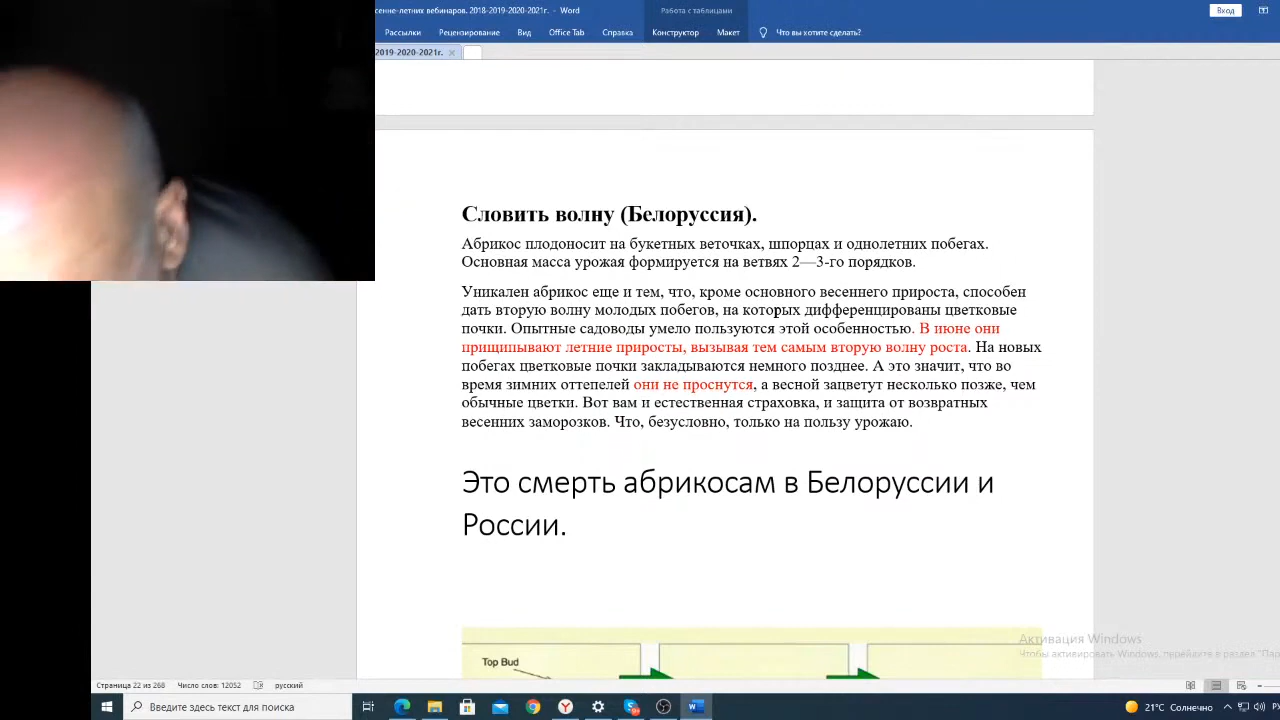 сенне-летних вебинаров. 2018-2019-2020-2021г. - Word
Работа с таблицами
Вход
Рассылки Рецензирование Вид Office Tab Справка Конструктор Макет Что вы хотите сделать?
2019-2020-2021г.
Словить волну (Белоруссия).
Абрикос плодоносит на букетных веточках, шпорцах и однолетних побегах.
Основная масса урожая формируется на ветвях 2—3-го порядков.
Уникален абрикос еще и тем, что, кроме основного весеннего прироста, способен
дать вторую волну молодых побегов, на которых дифференцированы цветковые
почки. Опытные садоводы умело пользуются этой особенностью. В июне они
прищипывают летние приросты, вызывая тем самым вторую волну роста. На новых
побегах цветковые почки закладываются немного позднее. А это значит, что во
время зимних оттепелей они не проснутся, а весной зацветут несколько позже, чем
обычные цветки. Вот вам и естественная страховка, и защита от возвратных
весенних заморозков. Что, безусловно, только на пользу урожаю.
Это смерть абрикосам в Белоруссии и
России.
Top Bud
Активация Windows
Чтобы активировать Windows, перейдите в раздел "Пар
Страница 22 из 268 Число слов: 12052 русский
Введите здесь текст для поиска
21°C Солнечно